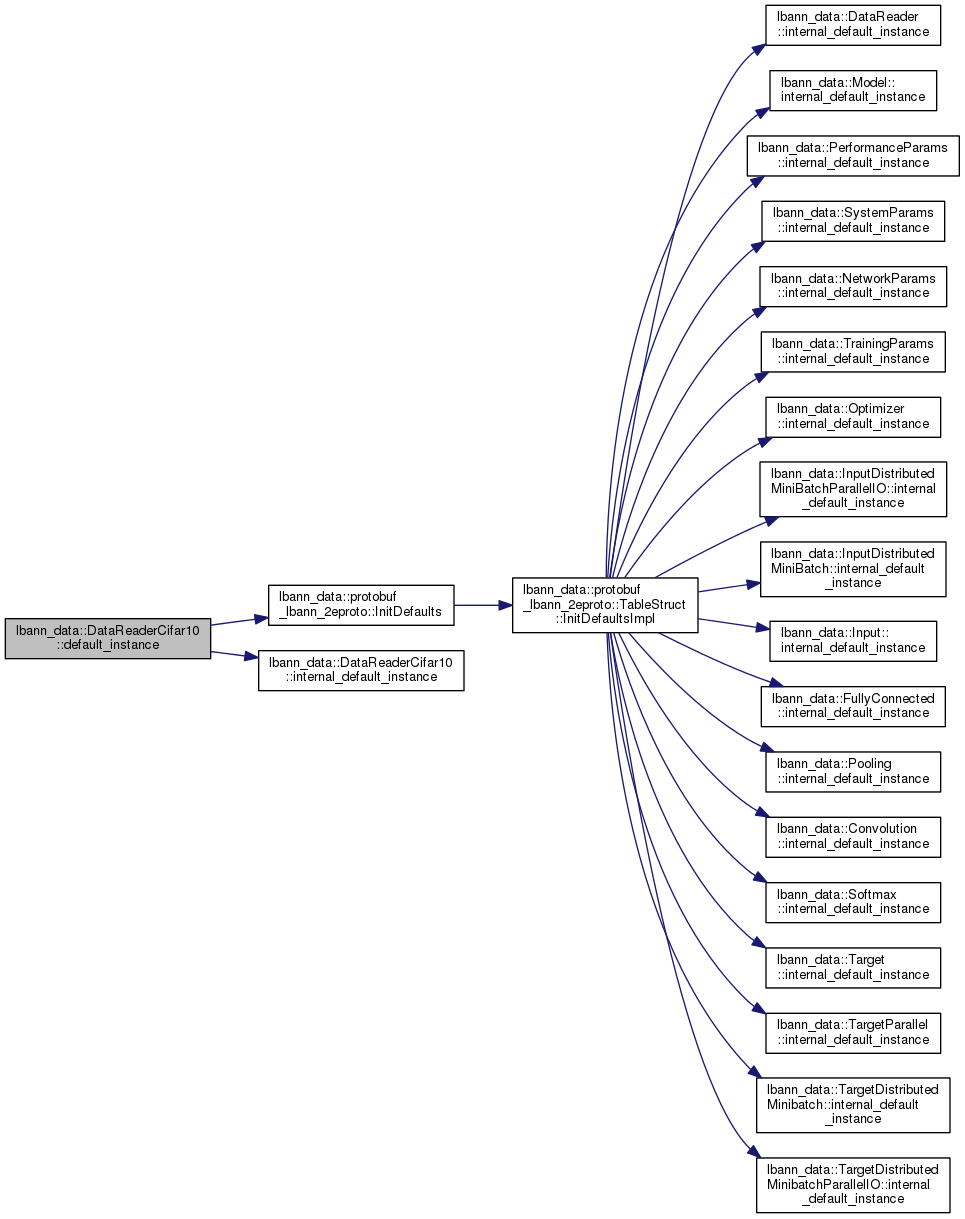 lbann_data::DataReader
::internal_default_instance
lbann_data::Model::
internal_default_instance
lbann_data::PerformanceParams
::internal_default_instance
lbann_data::SystemParams
::internal_default_instance
lbann_data::NetworkParams
::internal_default_instance
lbann_data::TrainingParams
::internal_default_instance
lbann_data::Optimizer
::internal_default_instance
lbann_data::InputDistributed
MiniBatchParallelIO::internal
_default_instance
lbann_data::InputDistributed
MiniBatch::internal_default
_instance
lbann_data::protobuf
_lbann_2eproto::InitDefaults
lbann_data::protobuf
_lbann_2eproto::TableStruct
::InitDefaultsImpl
lbann_data::DataReaderCifar10
::default_instance
lbann_data::DataReaderCifar10
::internal_default_instance
lbann_data::Input::
internal_default_instance
lbann_data::FullyConnected
::internal_default_instance
lbann_data::Pooling
::internal_default_instance
lbann_data::Convolution
::internal_default_instance
lbann_data::Softmax
::internal_default_instance
lbann_data::Target
::internal_default_instance
lbann_data::TargetParallel
::internal_default_instance
lbann_data::TargetDistributed
Minibatch::internal_default
_instance
lbann_data::TargetDistributed
MinibatchParallelIO::internal
_default_instance